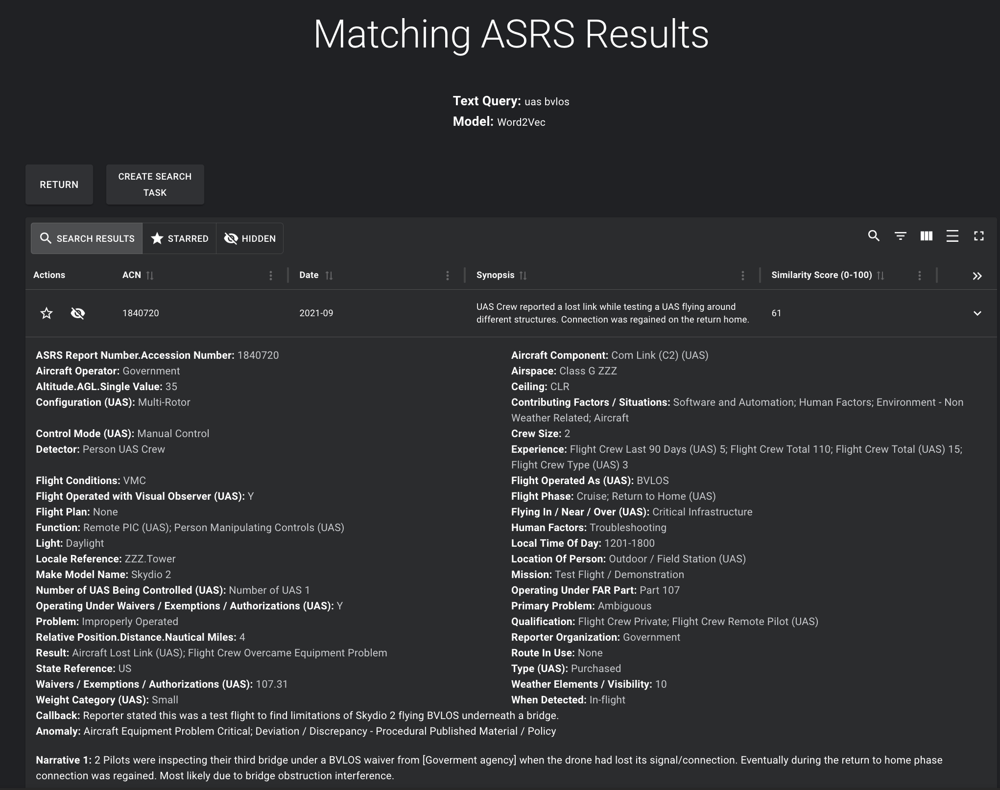 Matching ASRS Results
Text Query: uas bvlos
Model: Word2Vec
RETURN
CREATE SEARCH
TASK
SEARCH RESULTS
STARRED
HIDDEN
Actions
ACN
Date
Synopsis
Similarity Score (0-100)
1840720
2021-09
UAS Crew reported a lost link while testing a UAS flying around
different structures. Connection was regained on the return home.
61
ASRS Report Number.Accession Number: 1840720
Aircraft Component: Com Link (C2) (UAS)
Aircraft Operator: Government
Airspace: Class G ZZZ
Altitude.AGL.Single Value: 35
Ceiling: CLR
Configuration (UAS): Multi-Rotor
Contributing Factors / Situations: Software and Automation; Human Factors; Environment - Non
Weather Related; Aircraft
Control Mode (UAS): Manual Control
Crew Size: 2
Detector: Person UAS Crew
Experience: Flight Crew Last 90 Days (UAS) 5; Flight Crew Total 110; Flight Crew Total (UAS) 15;
Flight Crew Type (UAS) 3
Flight Conditions: VMC
Flight Operated As (UAS): BVLOS
Flight Operated with Visual Observer (UAS): Y
Flight Phase: Cruise; Return to Home (UAS)
Flight Plan: None
Flying In / Near / Over (UAS): Critical Infrastructure
Function: Remote PIC (UAS); Person Manipulating Controls (UAS)
Human Factors: Troubleshooting
Light: Daylight
Local Time Of Day: 1201-1800
Locale Reference: ZZZ.Tower
Location Of Person: Outdoor / Field Station (UAS)
Make Model Name: Skydio 2
Mission: Test Flight / Demonstration
Number of UAS Being Controlled (UAS): Number of UAS 1
Operating Under FAR Part: Part 107
Operating Under Waivers / Exemptions / Authorizations (UAS): Y
Primary Problem: Ambiguous
Problem: Improperly Operated
Qualification: Flight Crew Private; Flight Crew Remote Pilot (UAS)
Relative Position.Distance.Nautical Miles: 4
Reporter Organization: Government
Result: Aircraft Lost Link (UAS); Flight Crew Overcame Equipment Problem
Route In Use: None
State Reference: US
Type (UAS): Purchased
Waivers / Exemptions / Authorizations (UAS): 107.31
Weather Elements / Visibility: 10
Weight Category (UAS): Small
When Detected: In-flight
Callback: Reporter stated this was a test flight to find limitations of Skydio 2 flying BVLOS underneath a bridge.
Anomaly: Aircraft Equipment Problem Critical; Deviation / Discrepancy - Procedural Published Material / Policy
Narrative 1: 2 Pilots were inspecting their third bridge under a BVLOS waiver from [Goverment agency] when the drone had lost its signal/connection. Eventually during the return to home phase
connection was regained. Most likely due to bridge obstruction interference.